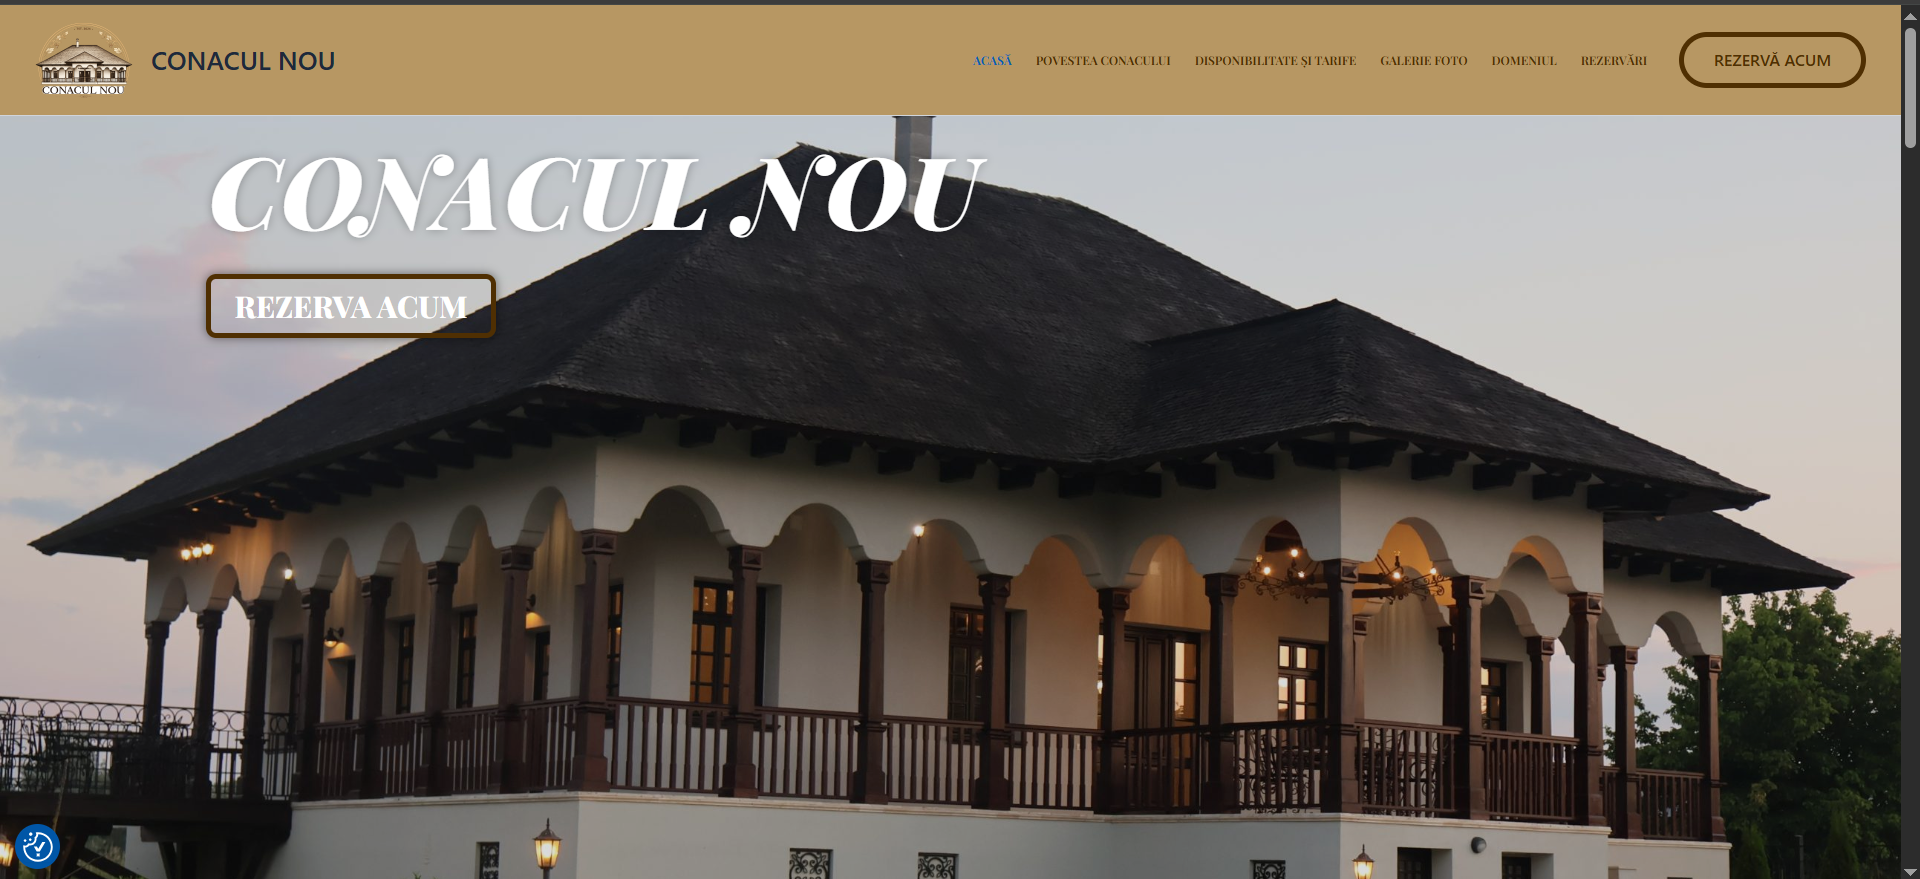 CONACUL NOU
CONACUL NOU
ACASĂ
POVESTEA CONACULUI
DISPONIBILITATE ȘI TARIFE
GALERIE FOTO
DOMENIUL
REZERVĂRI
REZERVĂ ACUM
CONACUL NOU
REZERVA ACUM